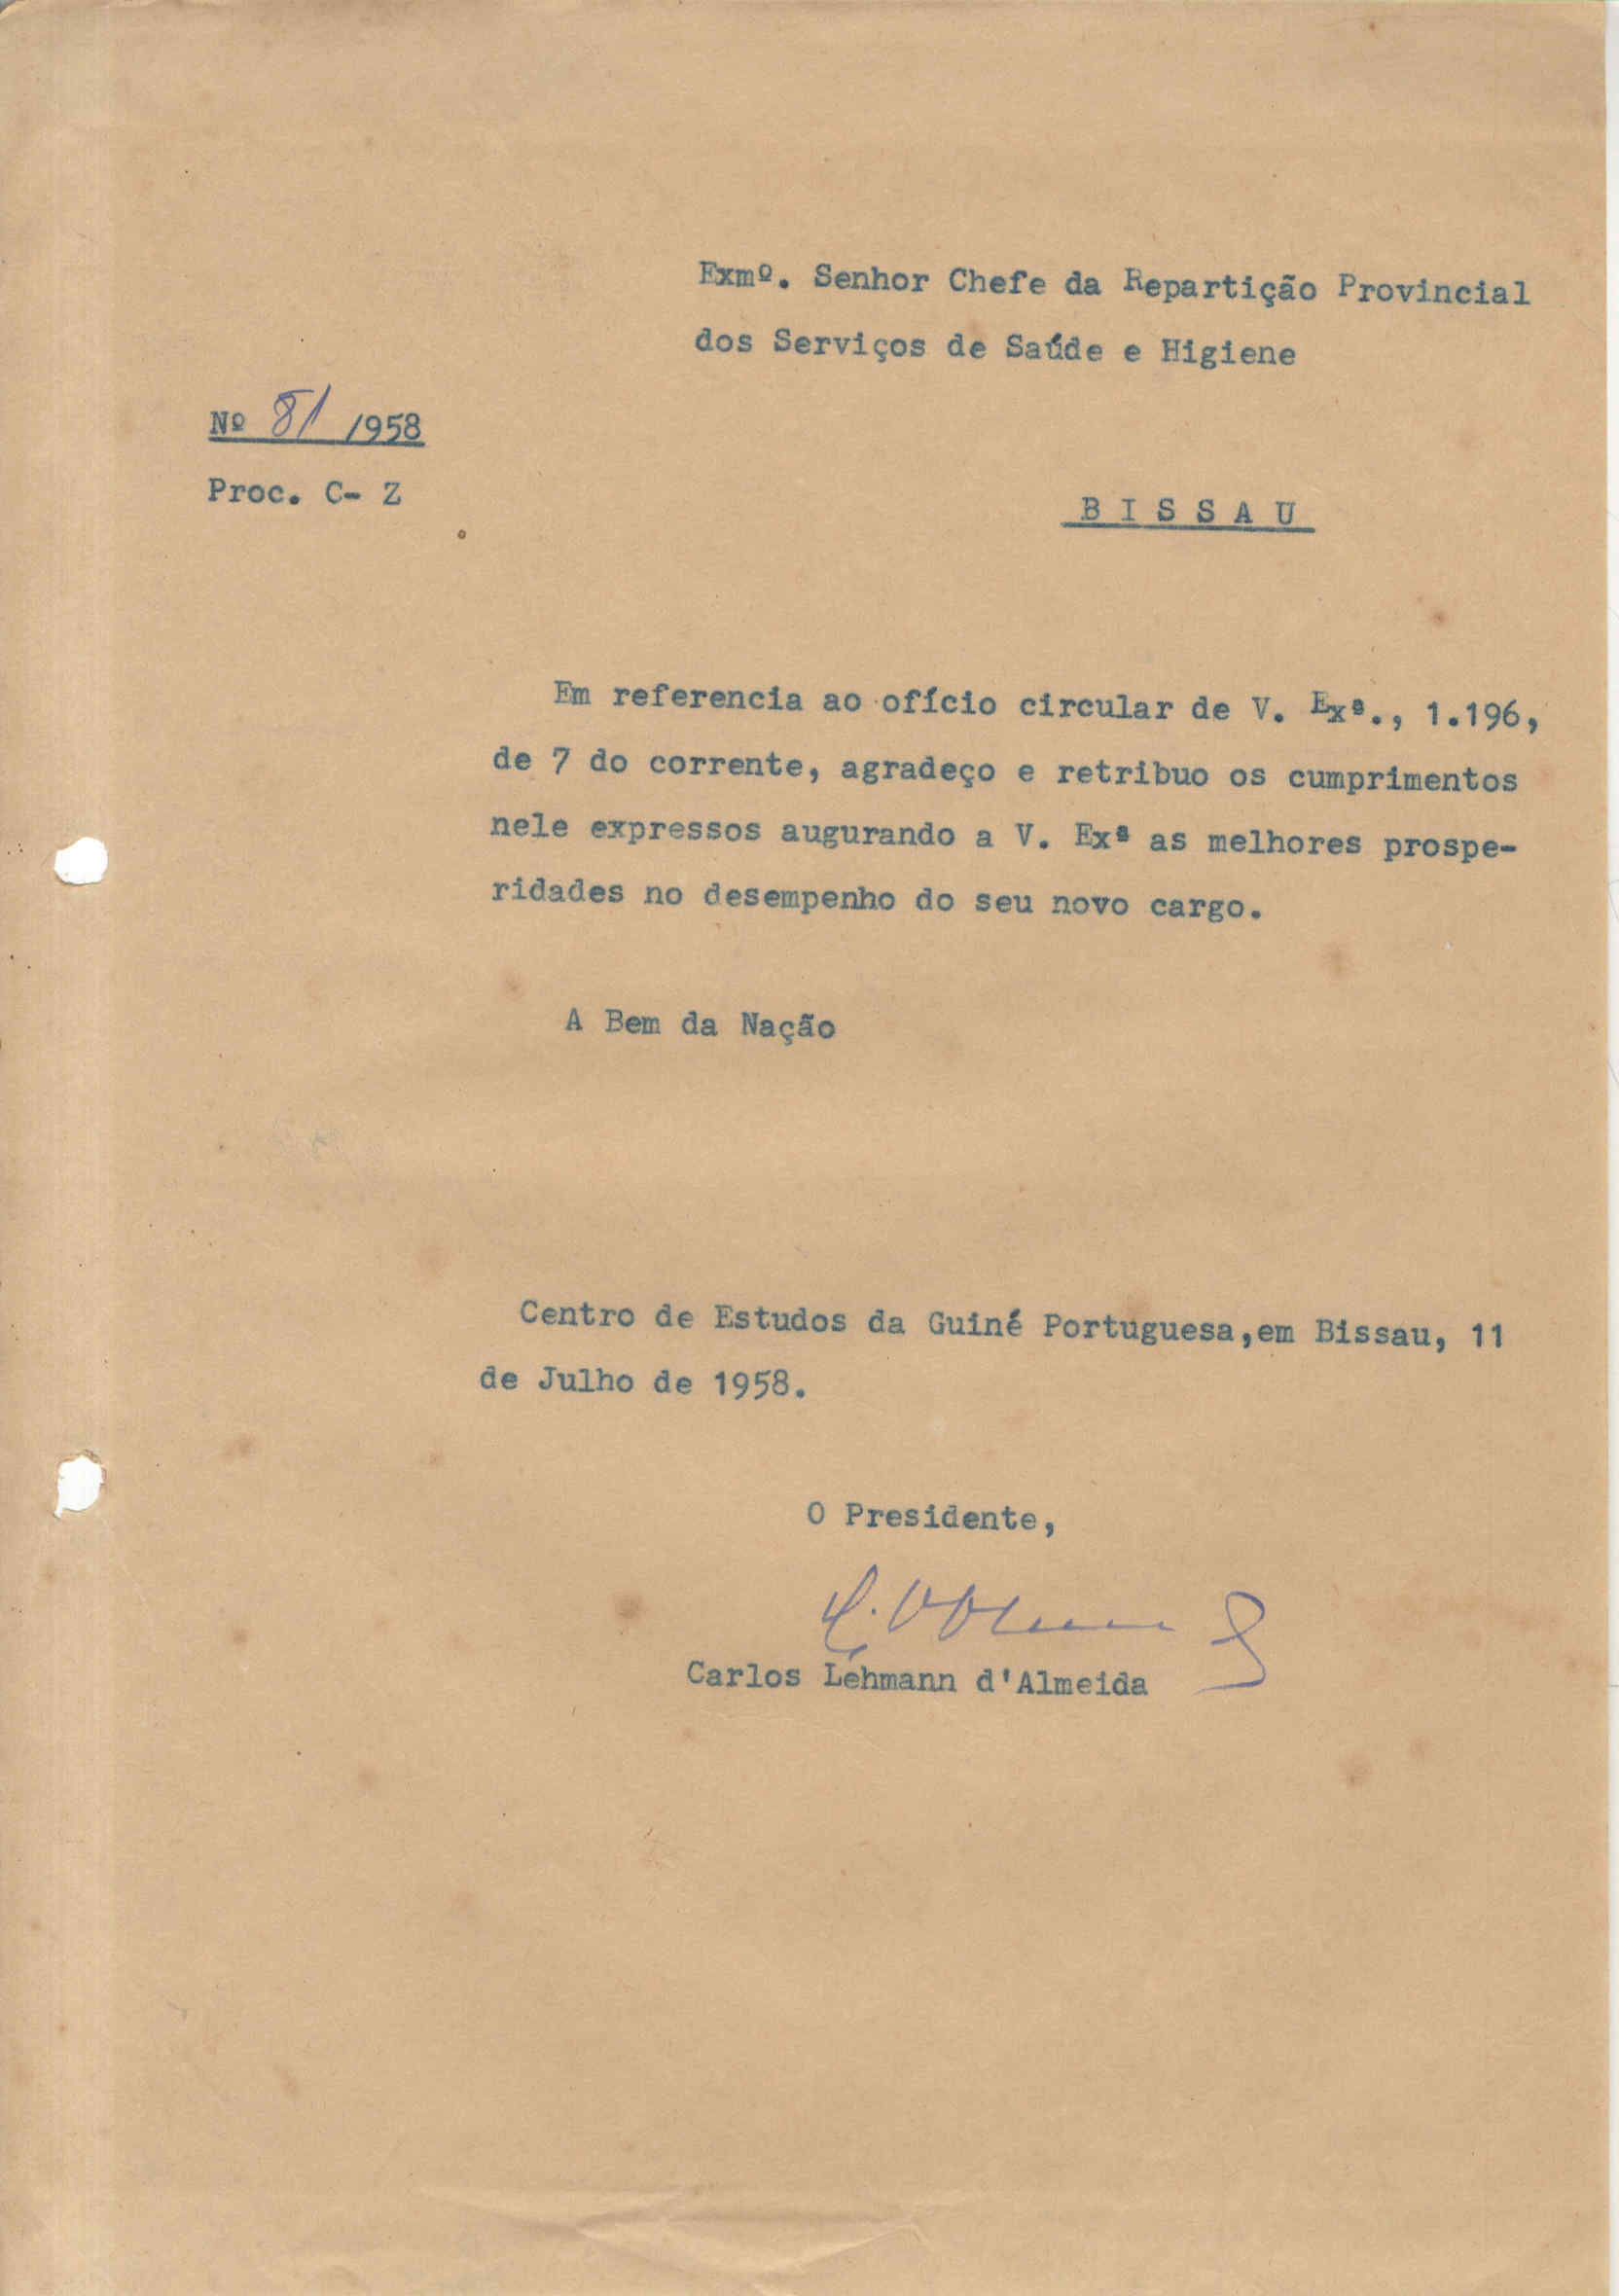 Exmº. Senhor Chefe da Repartição Provincial
dos Serviços de Saúde e Higiene
Nº 81 /1958
Proc. C- Z
B I S S A U
Em referencia ao ofício circular de V. Exª., 1.196,
de 7 do corrente, agradeço e retribuo os cumprimentos
nele expressos augurando a V. Exª as melhores prospe-
ridades no desempenho do seu novo cargo.
A Bem da Nação
Centro de Estudos da Guiné Portuguesa,em Bissau, 11
de Julho de 1958.
O Presidente,
Carlos Lehmann d'Almeida